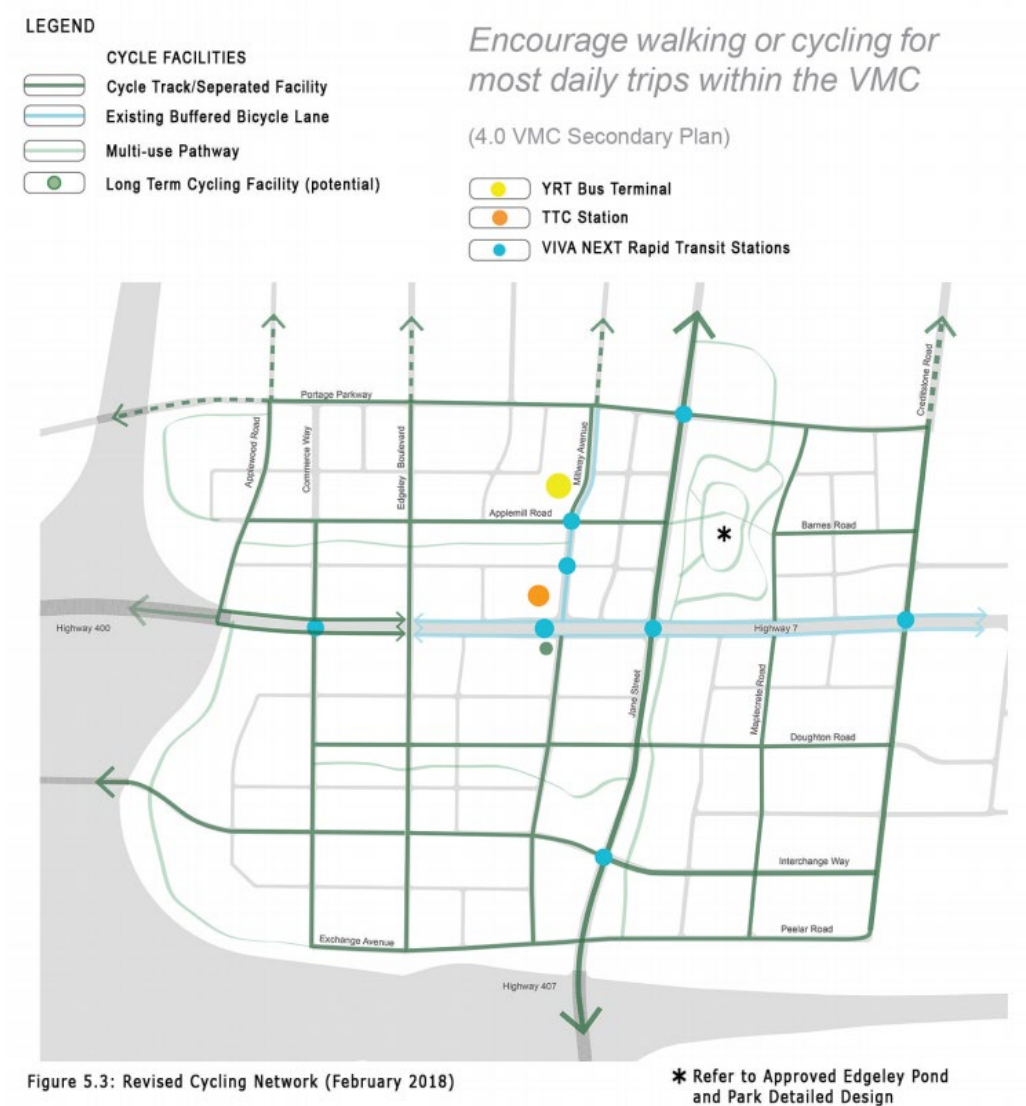 LEGEND
CYCLE FACILITIES
Cycle Track/Seperated Facility
Existing Buffered Bicycle Lane
Multi-use Pathway
Long Term Cycling Facility (potential)
Encourage walking or cycling for
most daily trips within the VMC
(4.0 VMC Secondary Plan)
YRT Bus Terminal
TTC Station
VIVA NEXT Rapid Transit Stations
Portage Parkway
Creditstone Road
Applewood Road
Commerce Way
Edgeley Boulevard
Millway Avenue
Applemill Road
Barnes Road
*
Highway 400
Highway 7
Jane Street
Maplecrete Road
Doughton Road
Interchange Way
Exchange Avenue
Peelar Road
Highway 407
Figure 5.3: Revised Cycling Network (February 2018)
* Refer to Approved Edgeley Pond
and Park Detailed Design